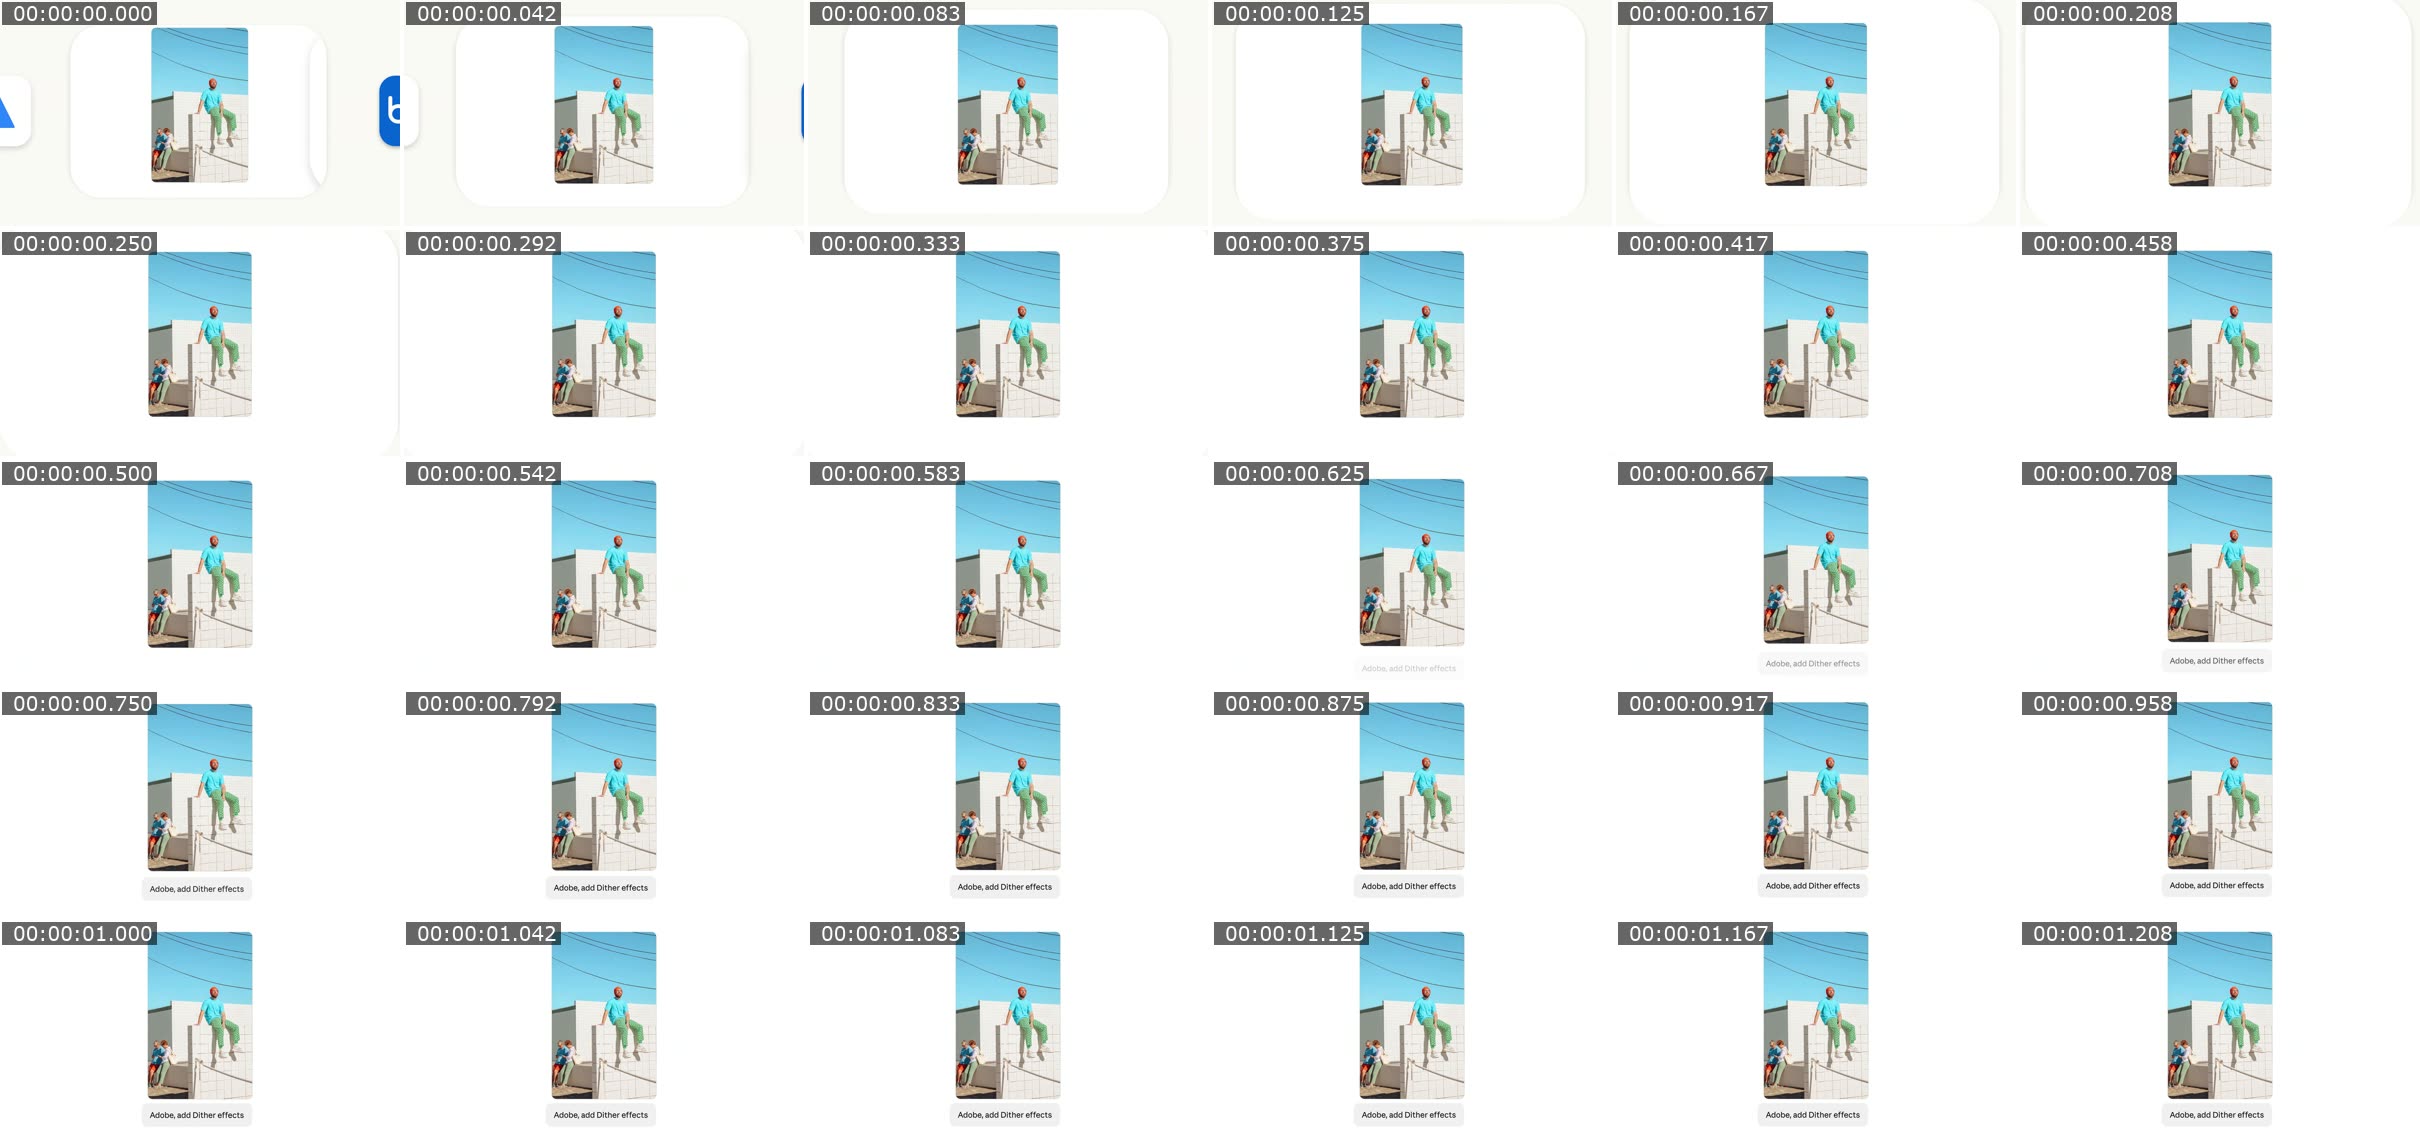 00:00:00.000
00:00:00.042
00:00:00.083
00:00:00.125
00:00:00.167
00:00:00.208
b
00:00:00.250
00:00:00.292
00:00:00.333
00:00:00.375
00:00:00.417
00:00:00.458
00:00:00.500
00:00:00.542
00:00:00.583
00:00:00.625
00:00:00.667
00:00:00.708
Adobe, add Dither effects
Adobe, add Dither effects
Adobe, add Dither effects
00:00:00.750
00:00:00.792
00:00:00.833
00:00:00.875
00:00:00.917
00:00:00.958
Adobe, add Dither effects
Adobe, add Dither effects
Adobe, add Dither effects
Adobe, add Dither effects
Adobe, add Dither effects
Adobe, add Dither effects
00:00:01.000
00:00:01.042
00:00:01.083
00:00:01.125
00:00:01.167
00:00:01.208
Adobe, add Dither effects
Adobe, add Dither effects
Adobe, add Dither effects
Adobe, add Dither effects
Adobe, add Dither effects
Adobe, add Dither effects